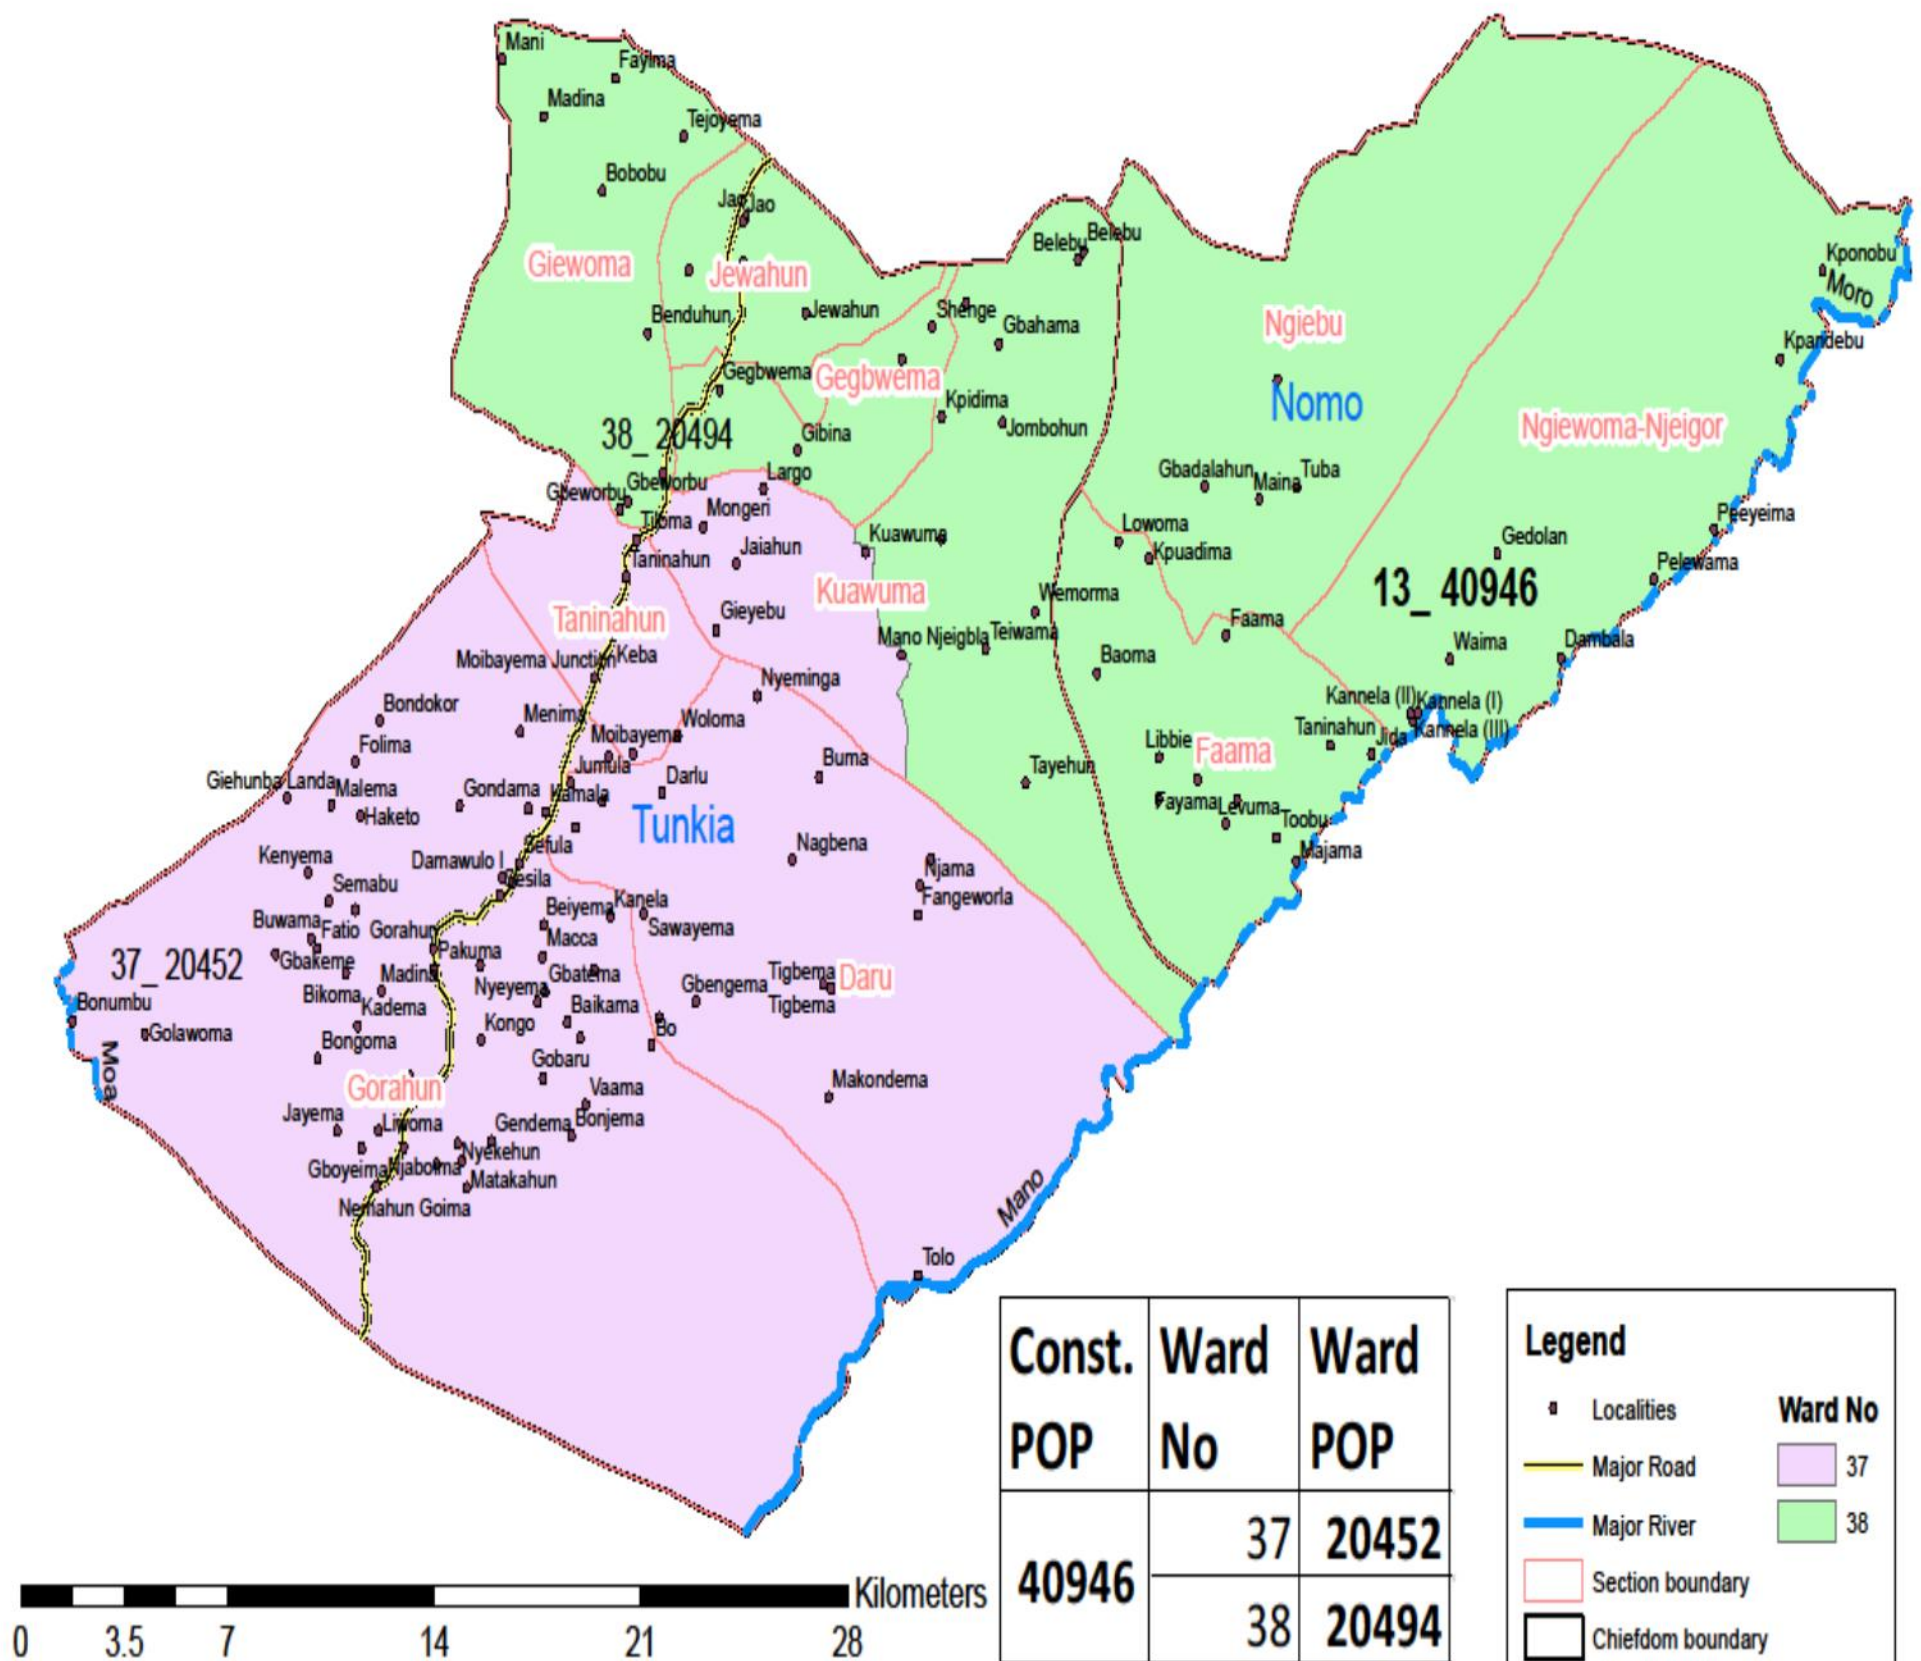 Mani
Fayima
Madina
Tejoyema
Bobobu
Jao
Jao
Belebu
Belebu
Giewoma
Jewahun
Kponobu
Moro
Benduhun
Jewahun
Shenge
Gbahama
Ngiebu
Kpandebu
Gegbwema
Gegbwema
Nomo
Kpidima
Jombohun
Ngiewoma-Njeigor
38_ 20494
Gibina
Largo
Gbadalahun
Maina
Tuba
Gbeworbu
Gbeworbu
Tiloma
Mongeri
Kuawuma
Lowoma
Peeyeima
Gedolan
Jaiahun
Taninahun
Kpuadima
Pelewama
Kuawuma
13_ 40946
Taninahun
Gieyebu
Wemorma
Faama
Mano Njeigbla
Teiwama
Waima
Dambala
Moibayema Junction
Keba
Baoma
Nyeminga
Kannela (II)
Kannela (I)
Bondokor
Menima
Woloma
Taninahun
Jida
Kannela (III)
Folima
Moibayema
Libbie
Faama
Giehunba Landa
Malema
Gondama
Jumula
Kamala
Darlu
Buma
Tayehun
Haketo
Tunkia
Fayama
Levuma
Toobu
Kenyema
Damawulo I
Sefula
Nagbena
Majama
Semabu
Njama
Fangeworla
Buwama
Fatio
Gorahun
Beiyema
Kanela
Sawayema
37_ 20452
Gbakeme
Pakuma
Macca
Madina
Gbatema
Tigbema
Daru
Bikoma
Kadema
Nyeyema
Gbengema
Tigbema
Bonumbu
Golawoma
Baikama
Bo
Kongo
Moa
Bongoma
Gobaru
Gorahun
Vaama
Makondema
Jayema
Liwoma
Gendema
Bonjema
Gboyeima
Njaboima
Nyekehun
Matakahun
Nemahun Goima
Mano
Tolo
Const. POP
Ward No
Ward POP
40946
37
20452
38
20494
Legend
Localities
Ward No
Major Road
37
Major River
38
Section boundary
Chiefdom boundary
Kilometers
0 3.5 7 14 21 28